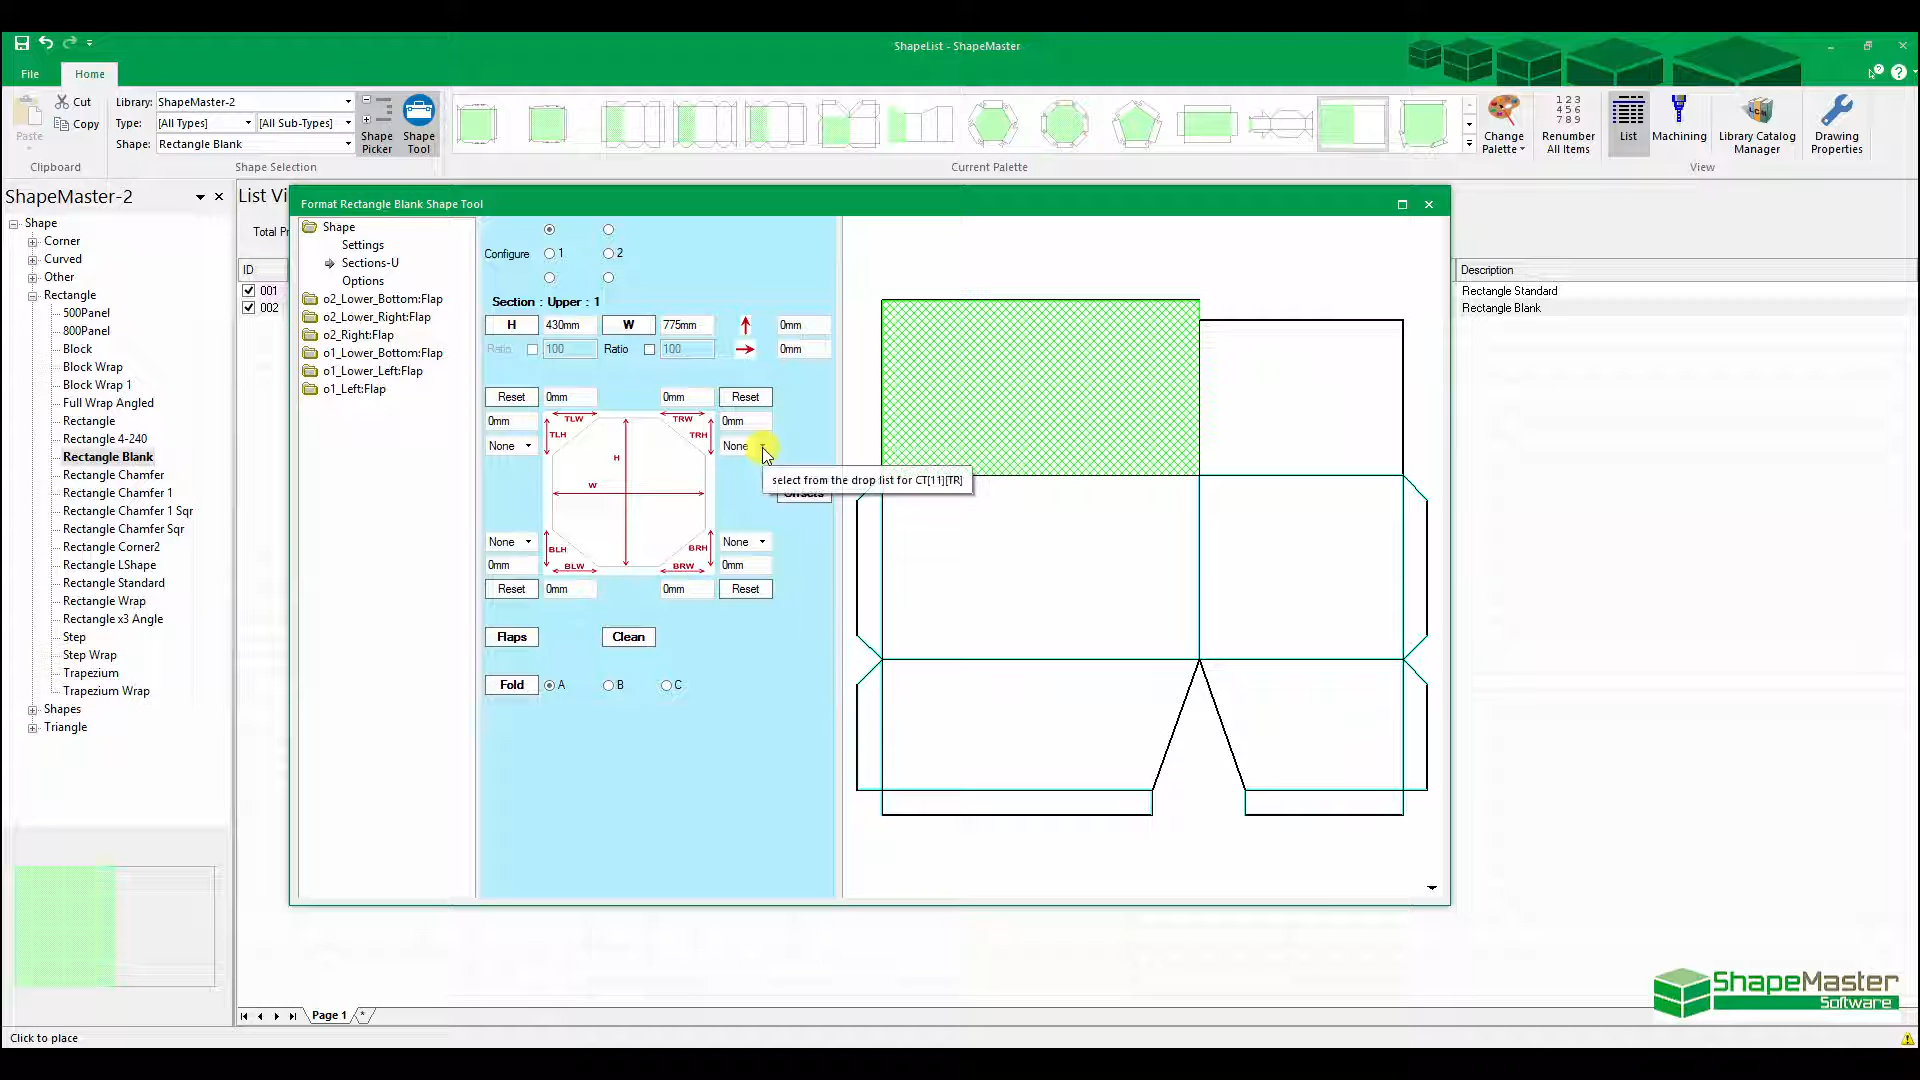 ShapeList - ShapeMaster
File
Home
Paste
Cut
Copy
Clipboard
Library: ShapeMaster-2
Type: [All Types] [All Sub-Types]
Shape: Rectangle Blank
Shape Selection
Shape Picker
Shape Tool
Current Palette
Change Palette
1 2 3
4 5 6
7 8 9
Renumber All Items
List
Machining
Library Catalog Manager
Drawing Properties
View
ShapeMaster-2
Shape
Corner
Curved
Other
Rectangle
500Panel
800Panel
Block
Block Wrap
Block Wrap 1
Full Wrap Angled
Rectangle
Rectangle 4-240
Rectangle Blank
Rectangle Chamfer
Rectangle Chamfer 1
Rectangle Chamfer 1 Sqr
Rectangle Chamfer Sqr
Rectangle Corner2
Rectangle LShape
Rectangle Standard
Rectangle Wrap
Rectangle x3 Angle
Step
Step Wrap
Trapezium
Trapezium Wrap
Shapes
Triangle
List Vi
Total P
ID
001
002
Format Rectangle Blank Shape Tool
Shape
Settings
Sections-U
Options
o2_Lower_Bottom:Flap
o2_Lower_Right:Flap
o2_Right:Flap
o1_Lower_Bottom:Flap
o1_Lower_Left:Flap
o1_Left:Flap
Configure 1 2
Section : Upper : 1
H 430mm W 775mm 0mm
Ratio 100 Ratio 100 0mm
Reset 0mm 0mm Reset
0mm TLW TRW 0mm
TLH TRH
None None
H
select from the drop list for CT[11][TR]
W
Offsets
None BLH BRH None
0mm BLW BRW 0mm
Reset 0mm 0mm Reset
Flaps Clean
Fold A B C
Description
Rectangle Standard
Rectangle Blank
ShapeMaster
Software
Page 1 *
Click to place